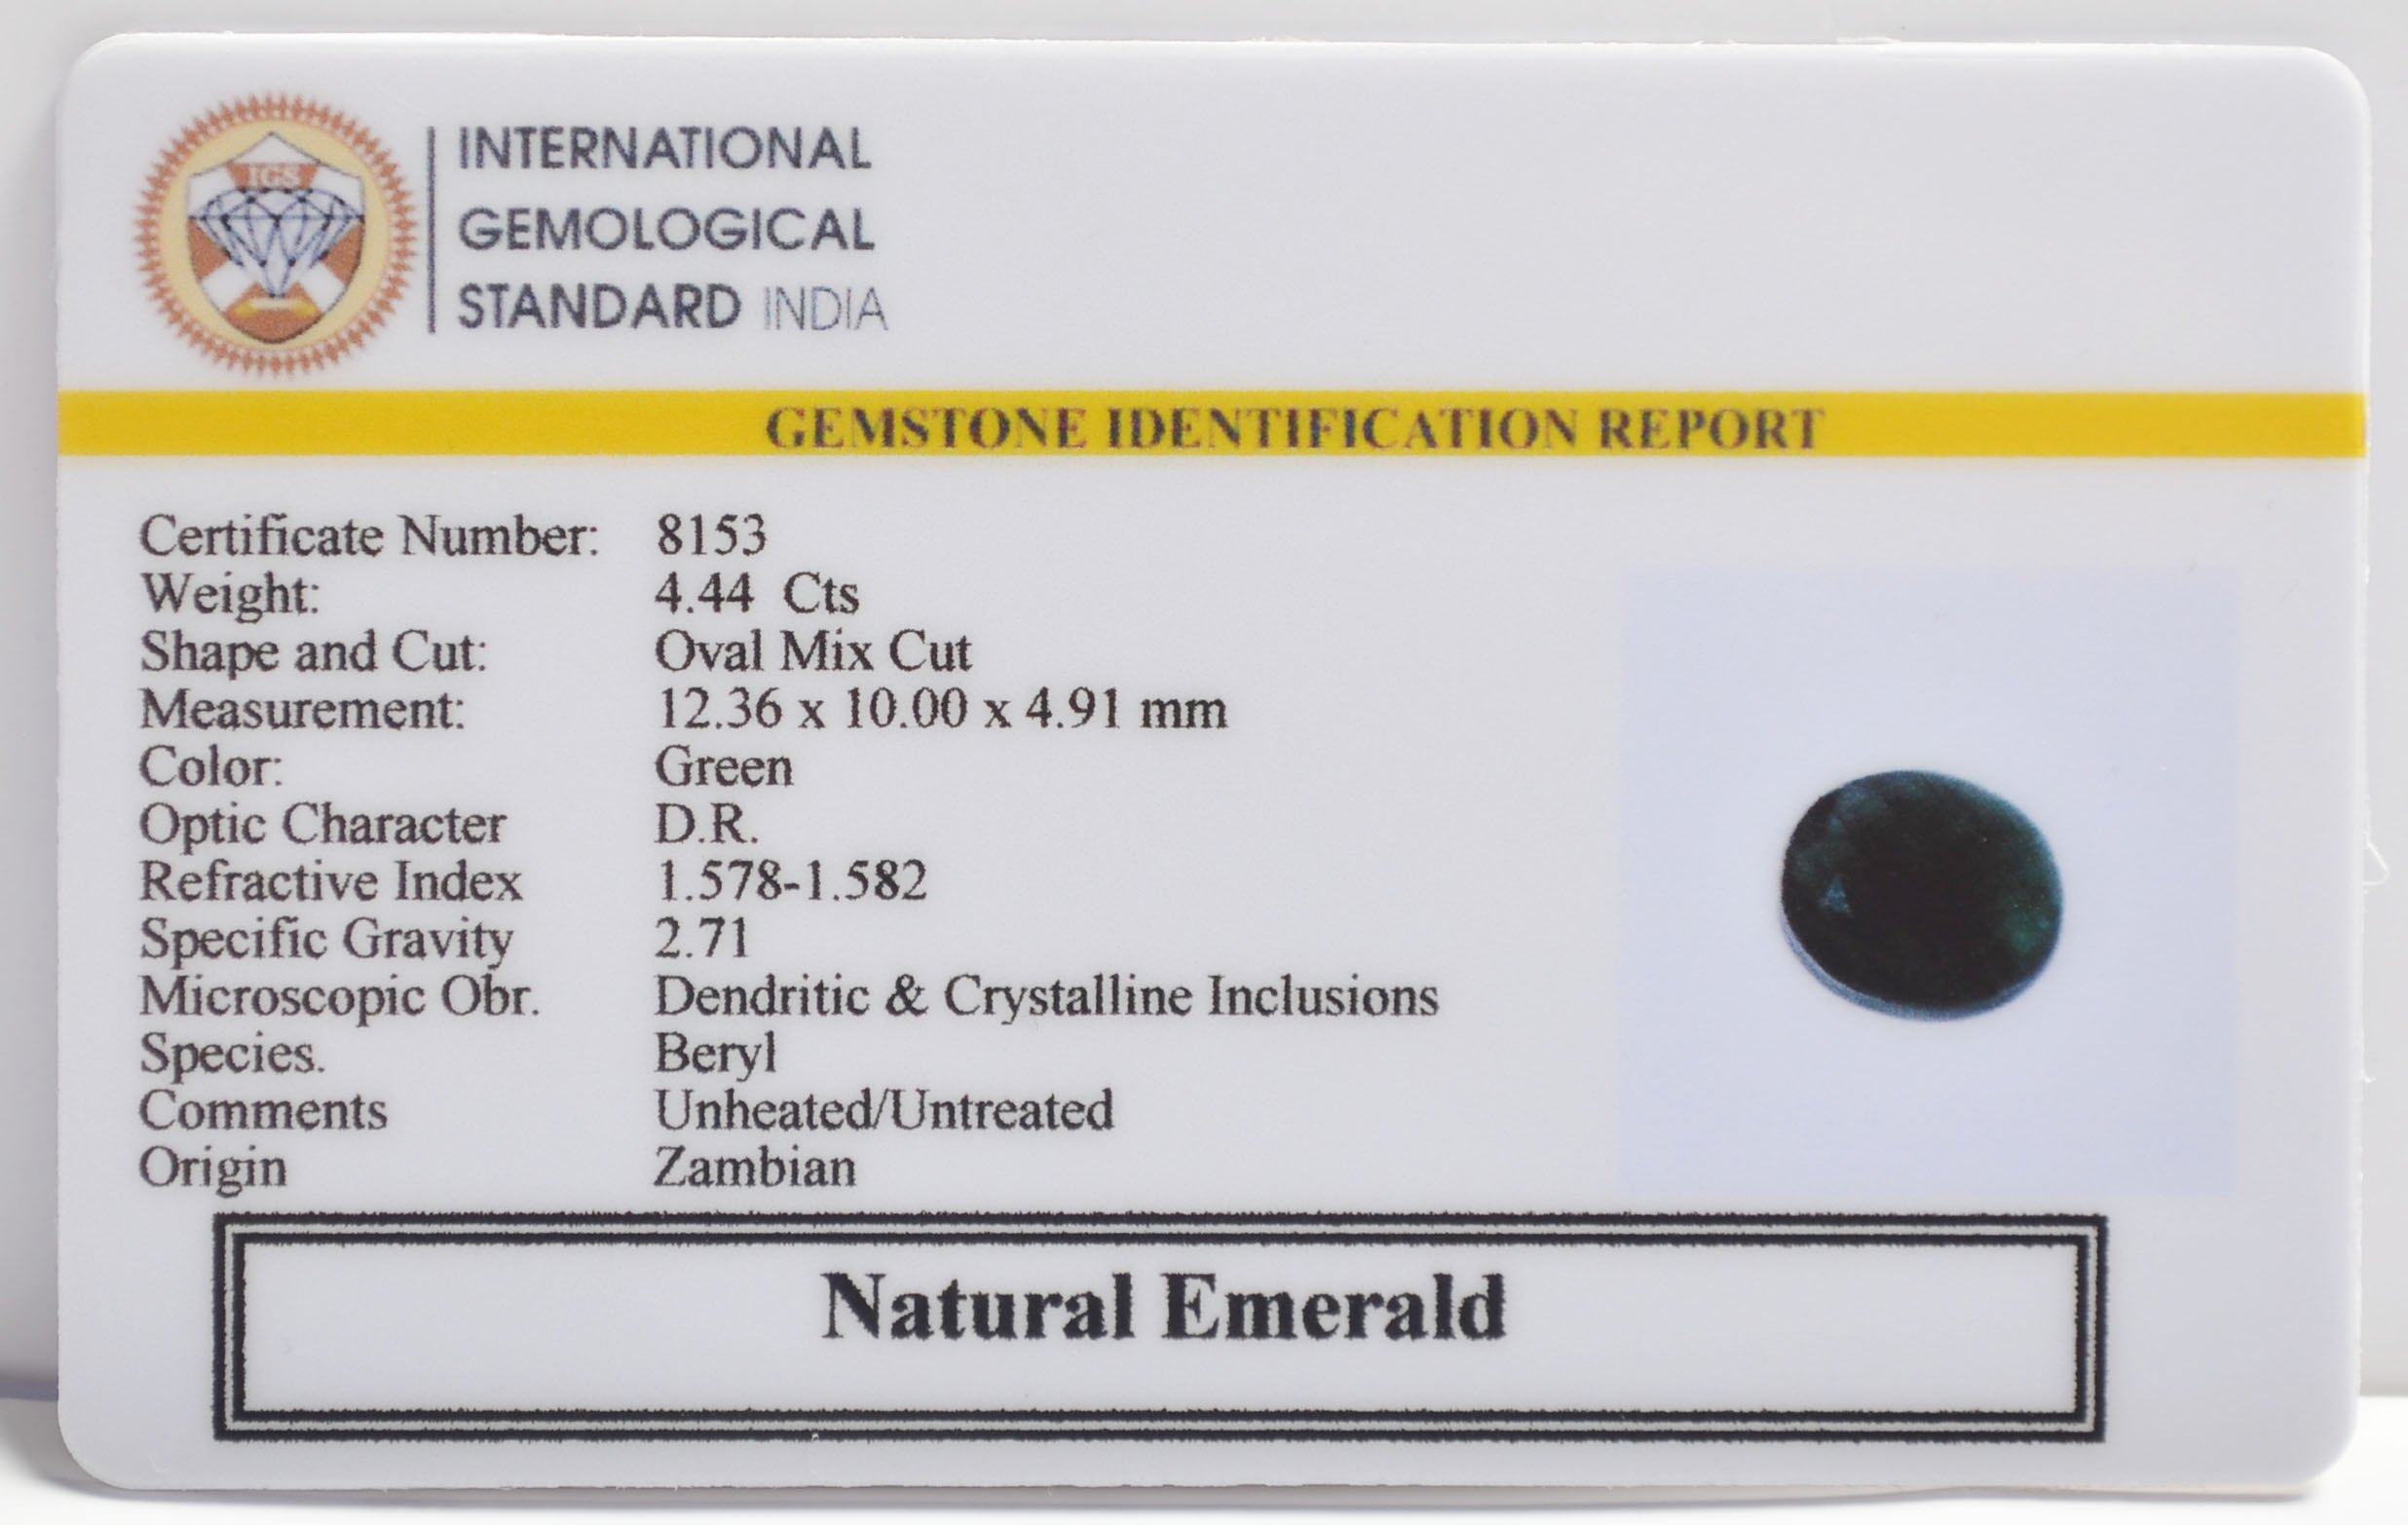 IGS
INTERNATIONAL
GEMOLOGICAL
STANDARD INDIA
GEMSTONE IDENTIFICATION REPORT
Certificate Number: 8153
Weight: 4.44 Cts
Shape and Cut: Oval Mix Cut
Measurement: 12.36 x 10.00 x 4.91 mm
Color: Green
Optic Character D.R.
Refractive Index 1.578-1.582
Specific Gravity 2.71
Microscopic Obr. Dendritic & Crystalline Inclusions
Species. Beryl
Comments Unheated/Untreated
Origin Zambian
Natural Emerald